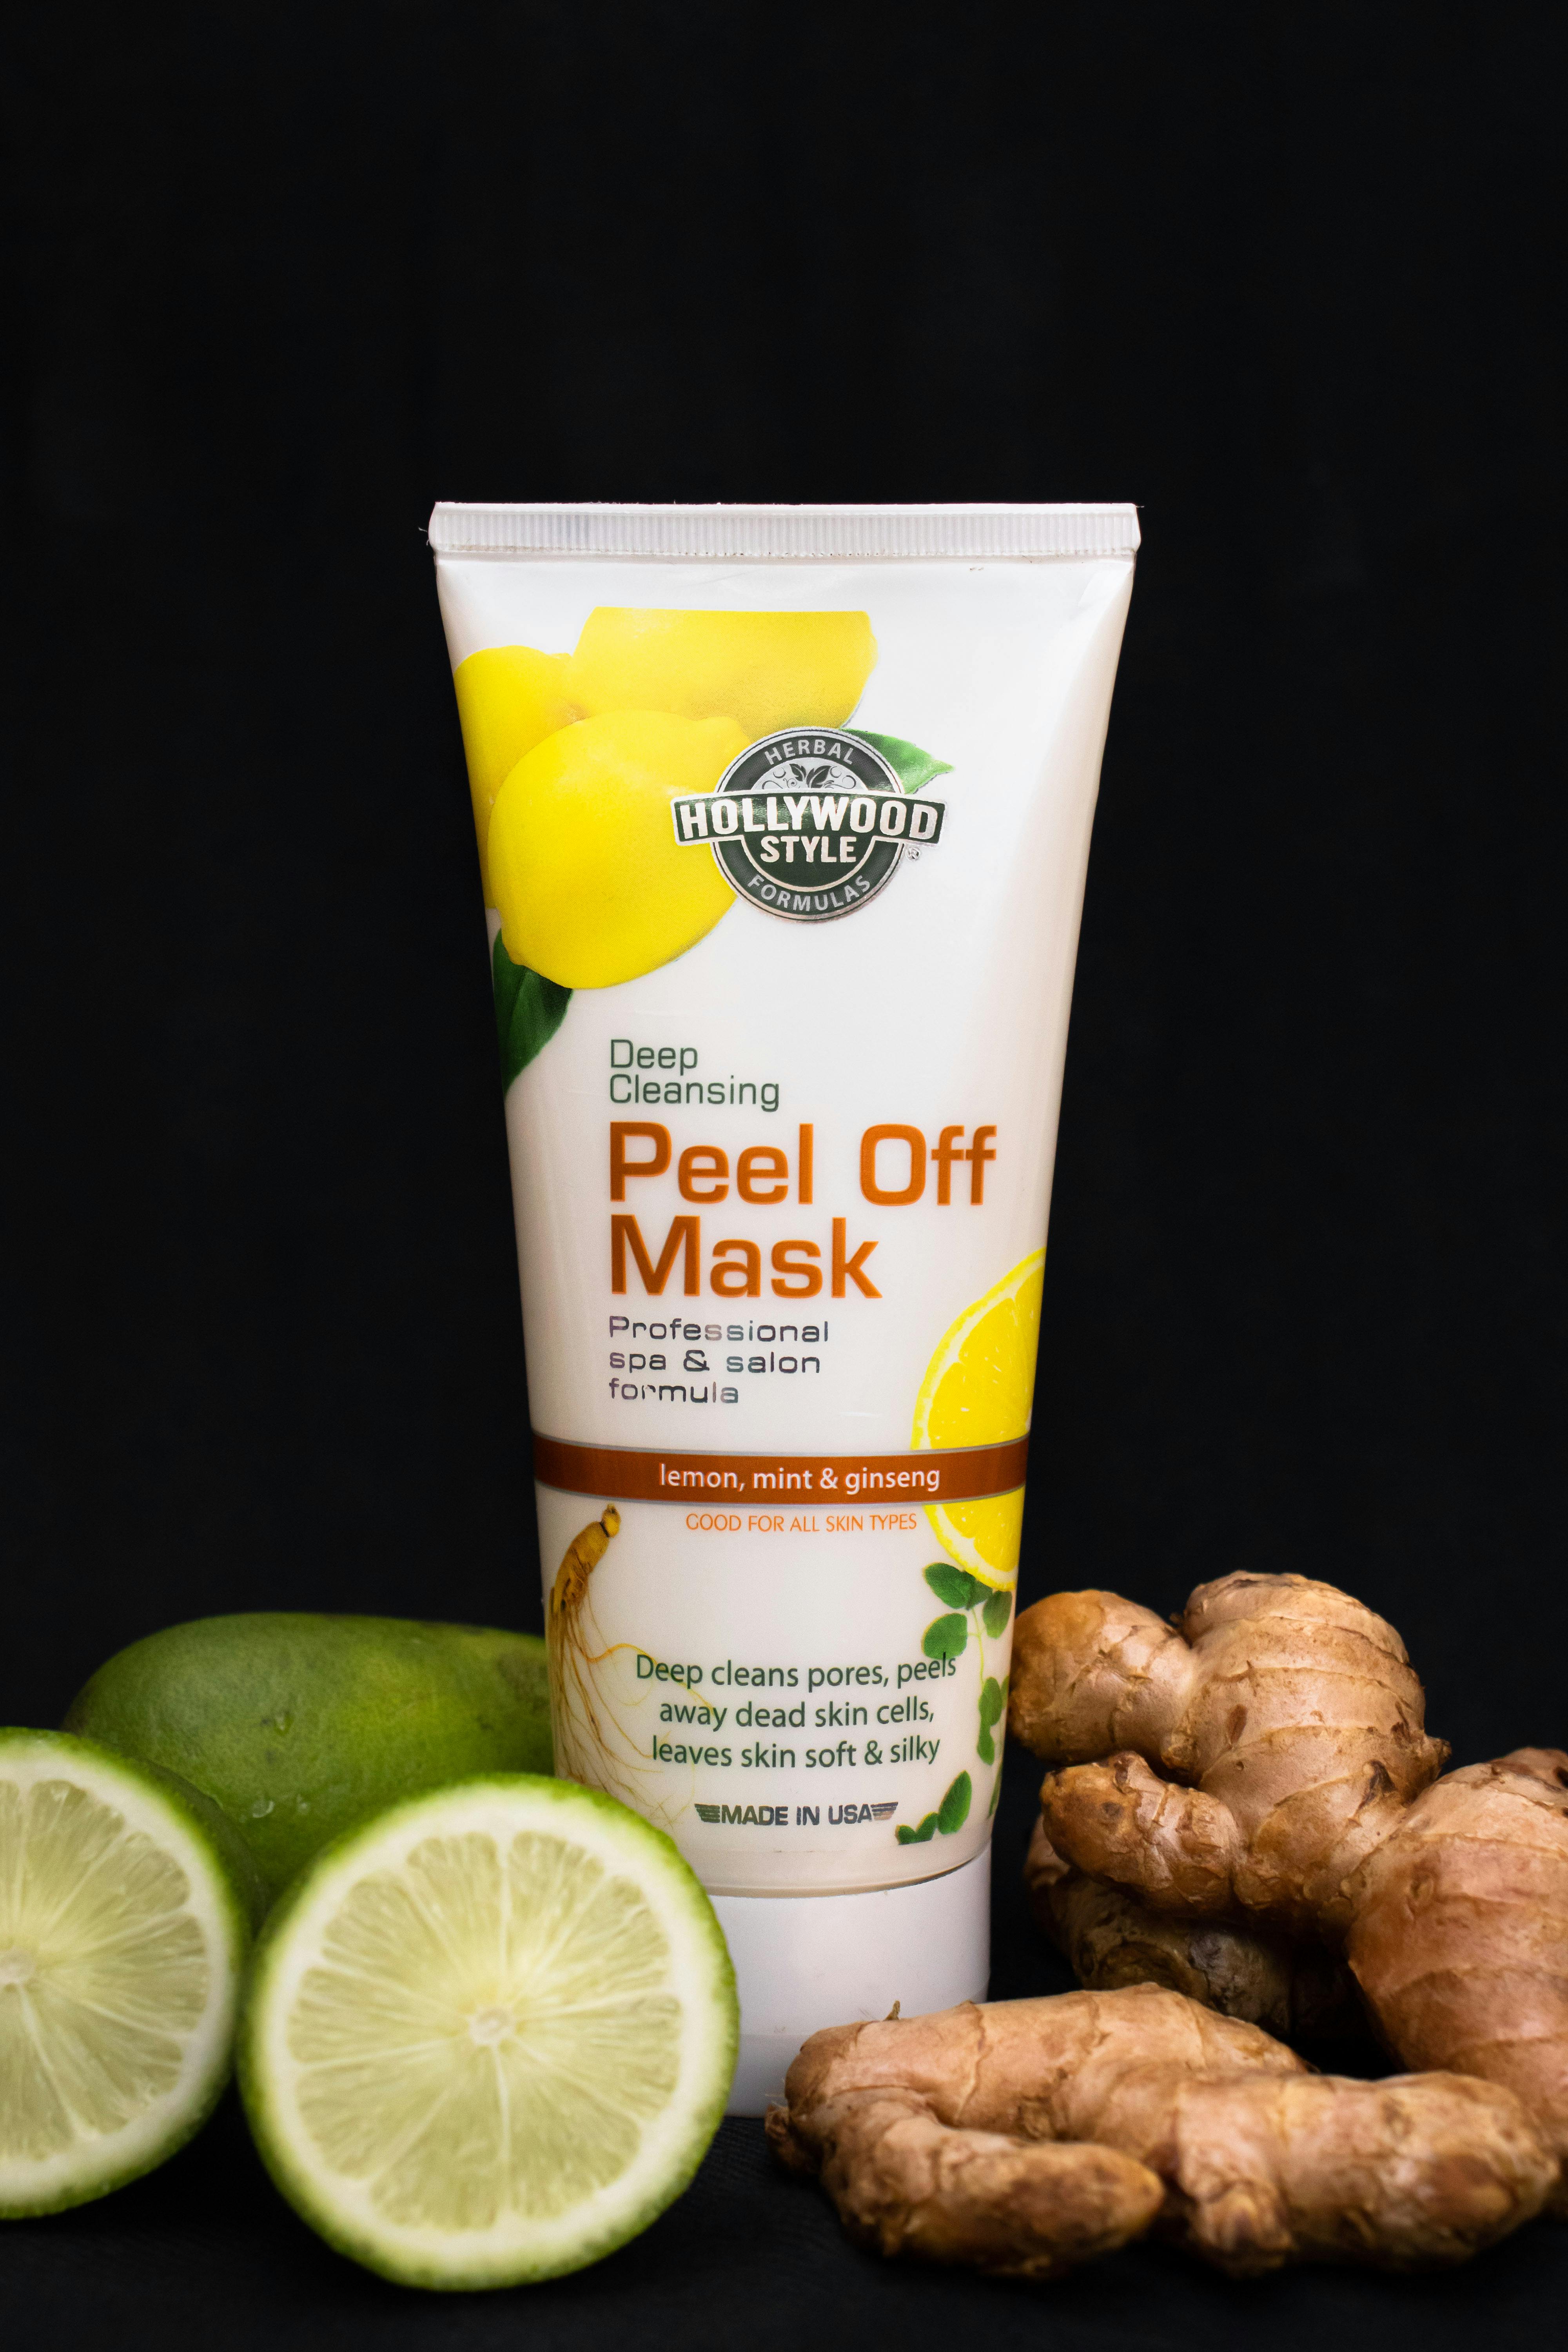 HERBAL
HOLLYWOOD
STYLE
®
FORMULAS
Deep
Cleansing
Peel Off
Mask
Professional
spa & salon
formula
lemon, mint & ginseng
GOOD FOR ALL SKIN TYPES
Deep cleans pores, peels
away dead skin cells,
leaves skin soft & silky
MADE IN USA